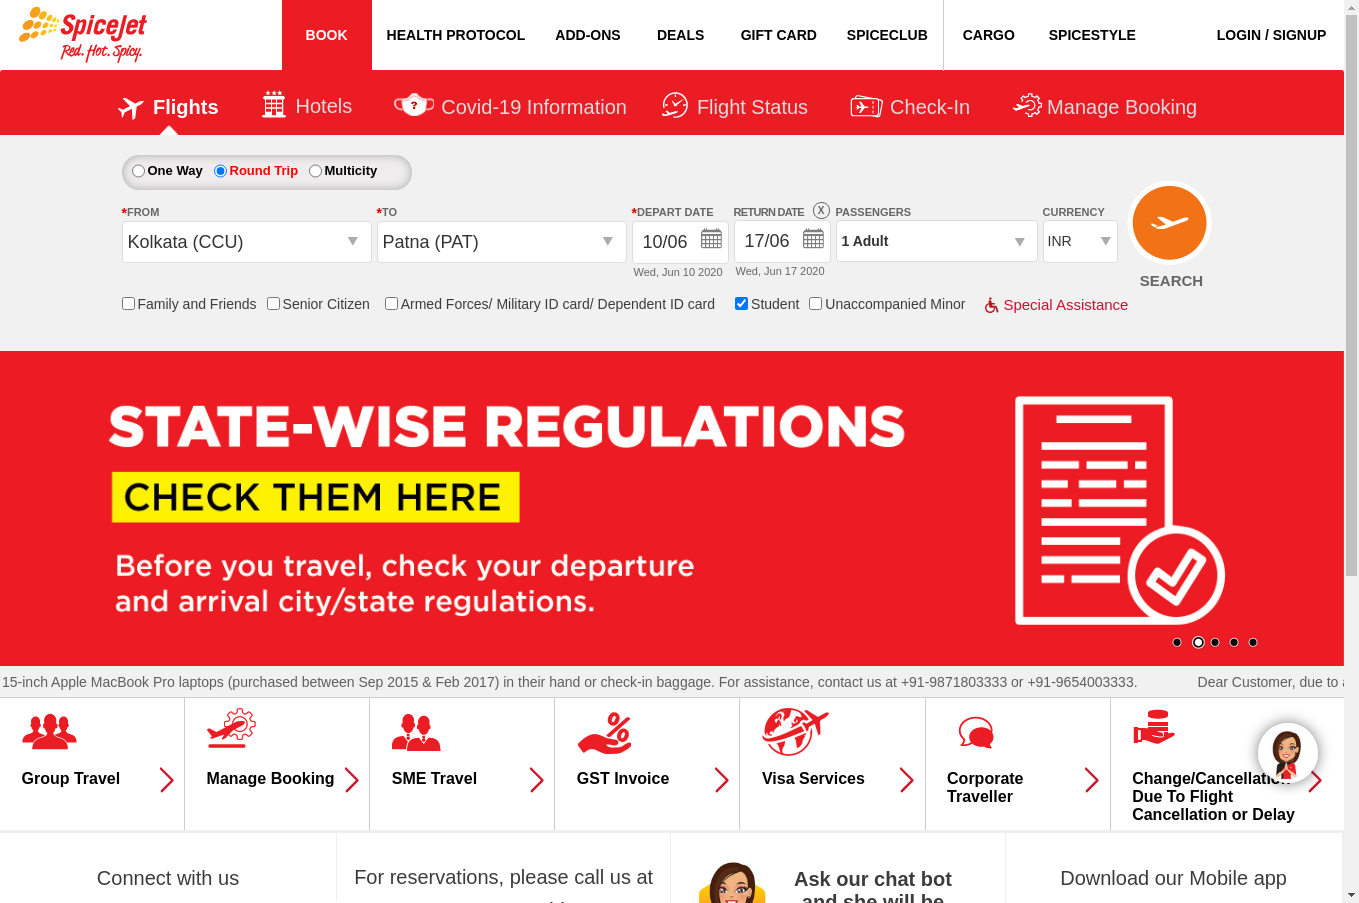 SpiceJet
Red. Hot. Spicy.
BOOK
HEALTH PROTOCOL
ADD-ONS
DEALS
GIFT CARD
SPICECLUB
CARGO
SPICESTYLE
LOGIN / SIGNUP
Flights
Hotels
?
Covid-19 Information
Flight Status
Check-In
Manage Booking
One Way
Round Trip
Multicity
*FROM
*TO
*DEPART DATE
RETURN DATE
X
PASSENGERS
CURRENCY
Kolkata (CCU)
Patna (PAT)
10/06
17/06
1 Adult
INR
Wed, Jun 10 2020
Wed, Jun 17 2020
SEARCH
Family and Friends
Senior Citizen
Armed Forces/ Military ID card/ Dependent ID card
Student
Unaccompanied Minor
Special Assistance
STATE-WISE REGULATIONS
CHECK THEM HERE
Before you travel, check your departure
and arrival city/state regulations.
15-inch Apple MacBook Pro laptops (purchased between Sep 2015 & Feb 2017) in their hand or check-in baggage. For assistance, contact us at +91-9871803333 or +91-9654003333.
Dear Customer, due to
%
Group Travel
Manage Booking
SME Travel
GST Invoice
Visa Services
Corporate
Traveller
Change/Cancellation
Due To Flight
Cancellation or Delay
Connect with us
For reservations, please call us at
Ask our chat bot
and she will be
Download our Mobile app